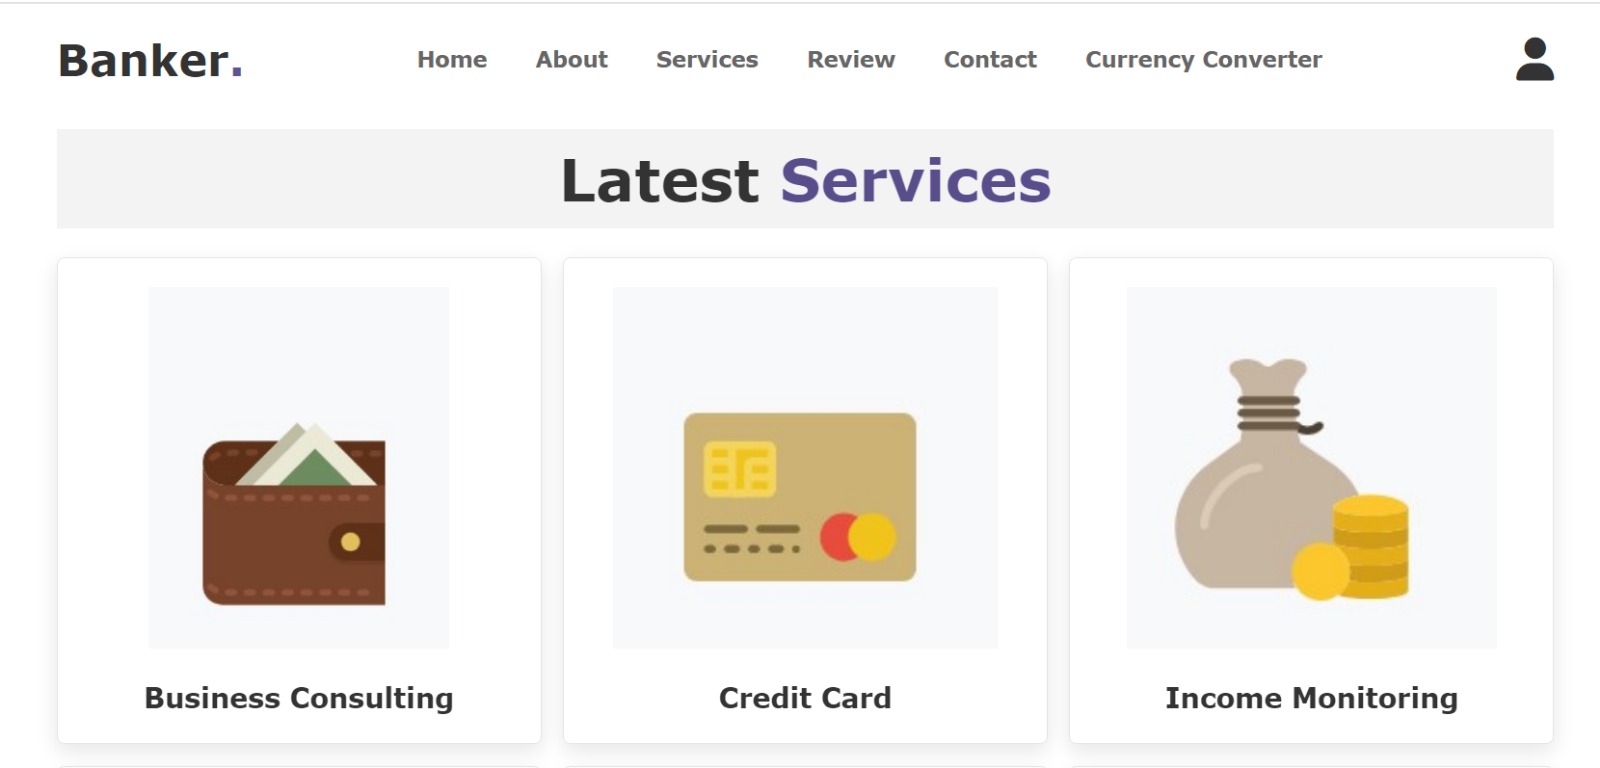 Banker.
Home About Services Review Contact Currency Converter
Latest Services
Business Consulting
Credit Card
Income Monitoring